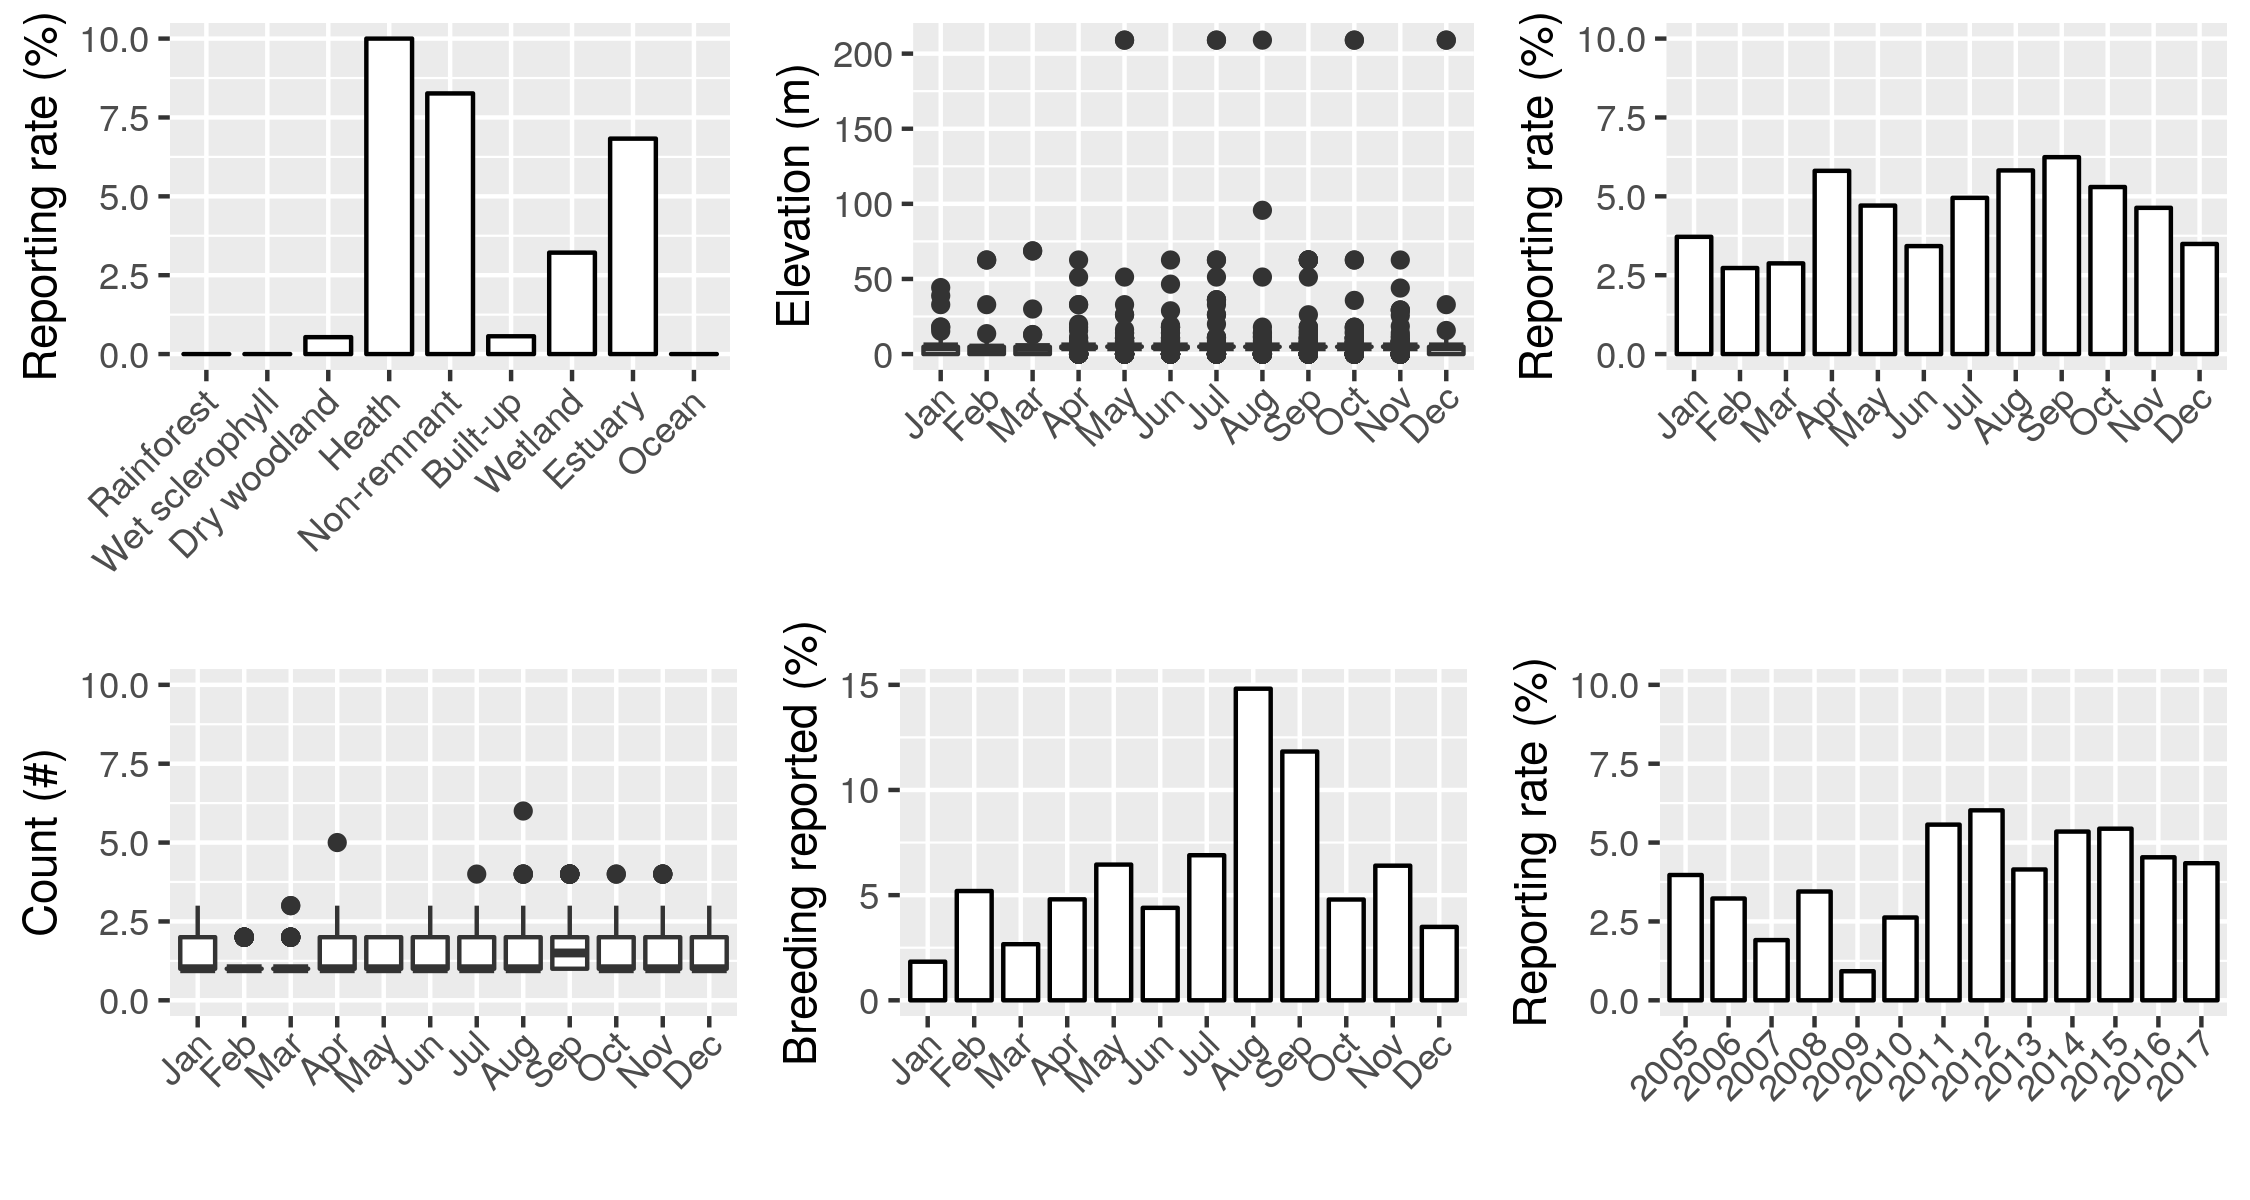 Reporting rate (%)
10.0
7.5
5.0
2.5
0.0
Rainforest
Wet sclerophyll
Dry woodland
Heath
Non-remnant
Built-up
Wetland
Estuary
Ocean
Elevation (m)
200
150
100
50
0
Jan
Feb
Mar
Apr
May
Jun
Jul
Aug
Sep
Oct
Nov
Dec
Reporting rate (%)
10.0
7.5
5.0
2.5
0.0
Jan
Feb
Mar
Apr
May
Jun
Jul
Aug
Sep
Oct
Nov
Dec
Count (#)
10.0
7.5
5.0
2.5
0.0
Jan
Feb
Mar
Apr
May
Jun
Jul
Aug
Sep
Oct
Nov
Dec
Breeding reported (%)
15
10
5
0
Jan
Feb
Mar
Apr
May
Jun
Jul
Aug
Sep
Oct
Nov
Dec
Reporting rate (%)
10.0
7.5
5.0
2.5
0.0
2005
2006
2007
2008
2009
2010
2011
2012
2013
2014
2015
2016
2017